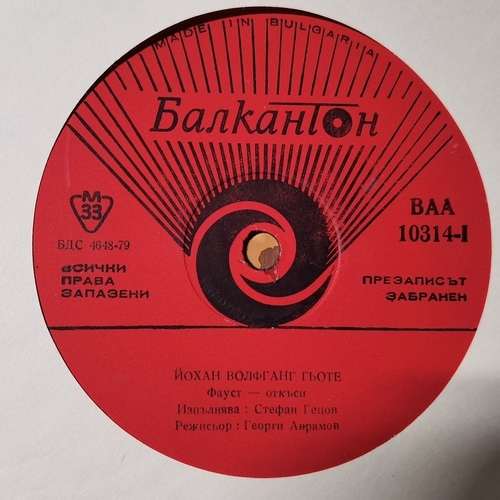 MADE IN BULGARIA
Балкантон
М
33
БДС 4648-79
ВСИЧКИ
ПРАВА
ЗАПАЗЕНИ
ВАА
10314-I
ПРЕЗАПИСЪТ
ЗАБРАНЕН
ЙОХАН ВОЛФГАНГ ГЬОТЕ
Фауст — откъси
Изпълнява : Стефан Гецов
Режисьор : Георги Аврамов